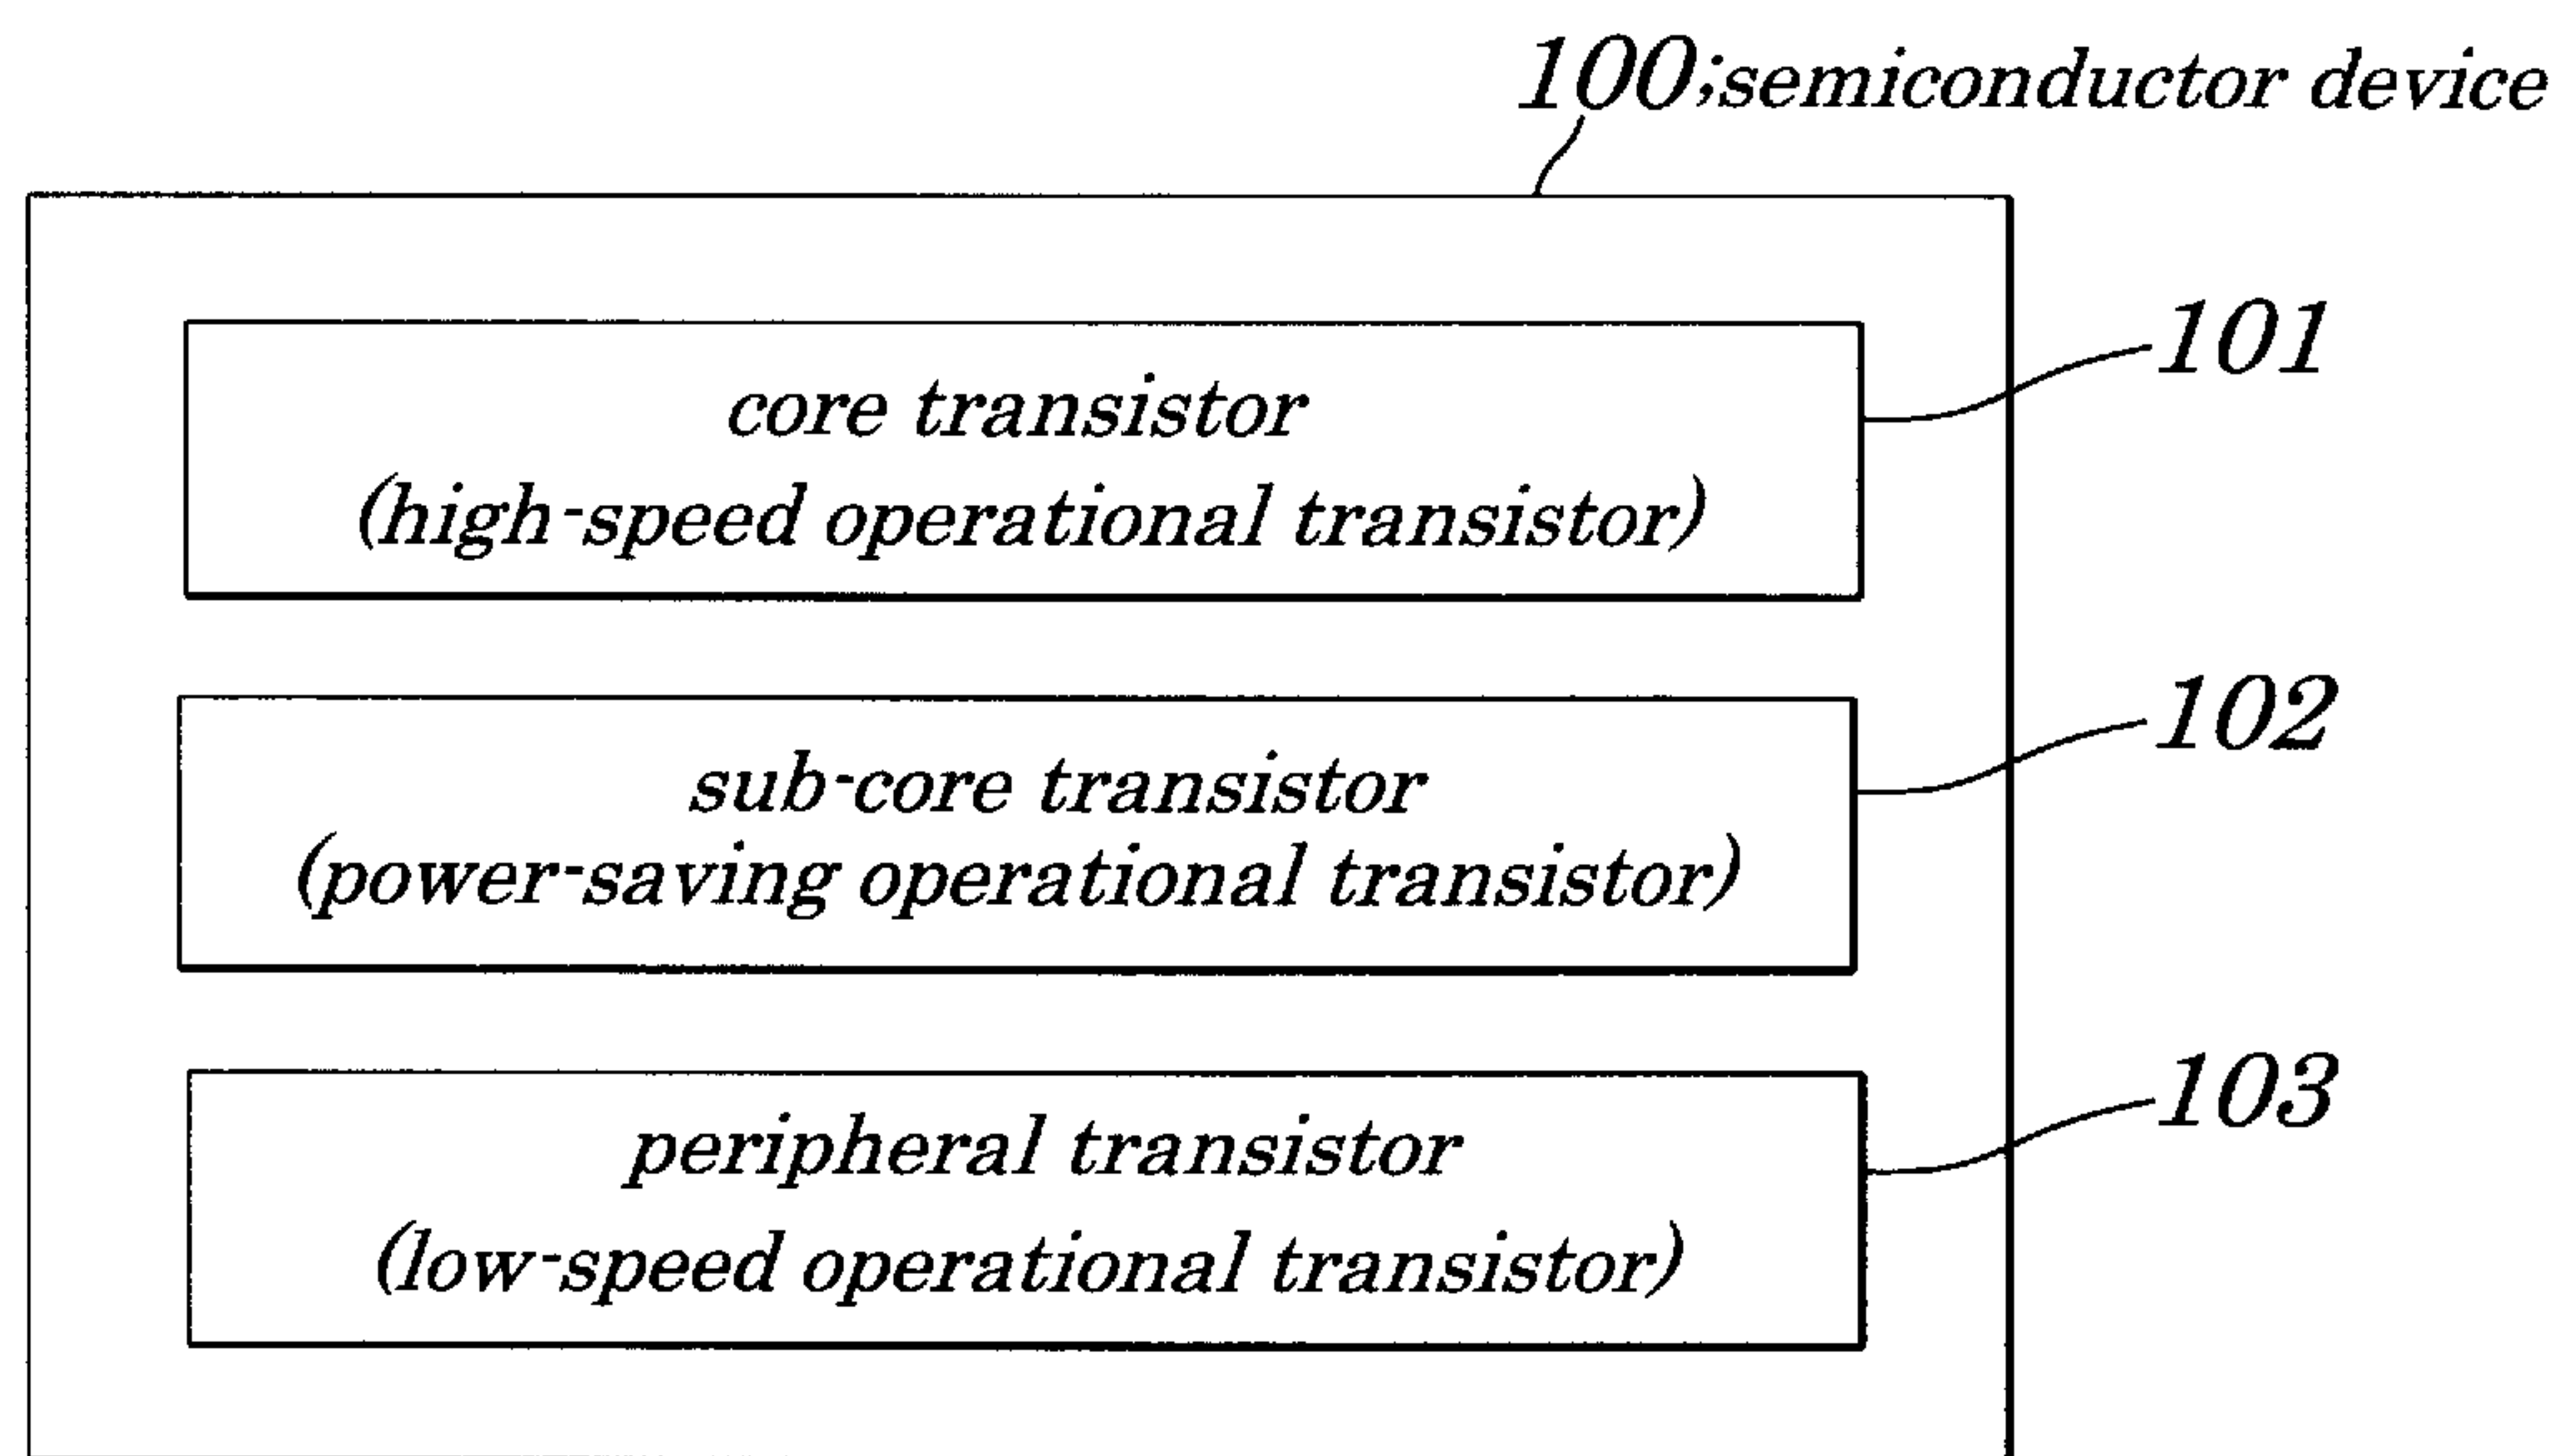 100;semiconductor device
101
core transistor
(high-speed operational transistor)
102
sub-core transistor
(power-saving operational transistor)
103
peripheral transistor
(low-speed operational transistor)